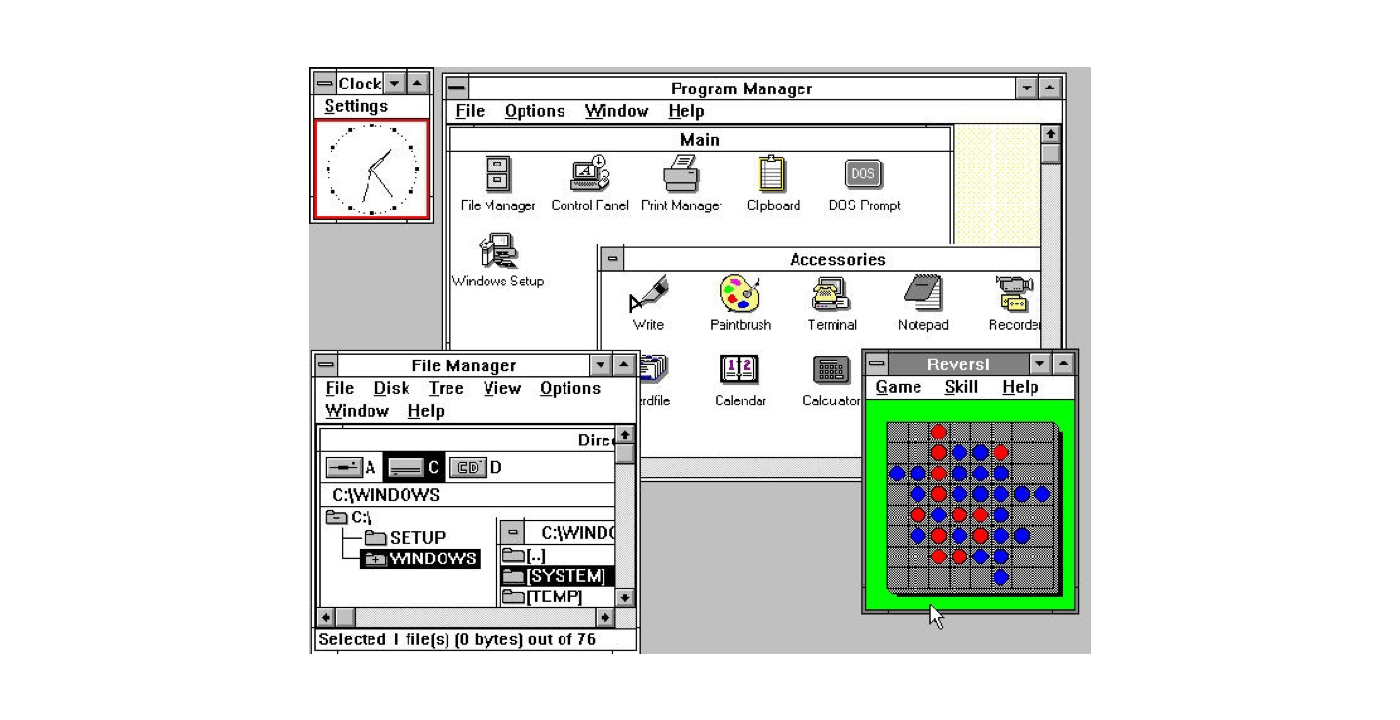 Clock
Settings
Program Manager
File Options Window Help
Main
File Manager Control Panel Print Manager Clipboard DOS Prompt
DOS
Windows Setup
Accessories
Write Paintbrush Terminal Notepad Recorde
rdfile Calendar Calculator
12
File Manager
File Disk Tree View Options
Window Help
Direc
A C CD D
C:\WINDOWS
C:\
SETUP
WINDOWS
C:\WINDO
[..]
[SYSTEM]
[TEMP]
Selected 1 file(s) (0 bytes) out of 76
Reversi
Game Skill Help